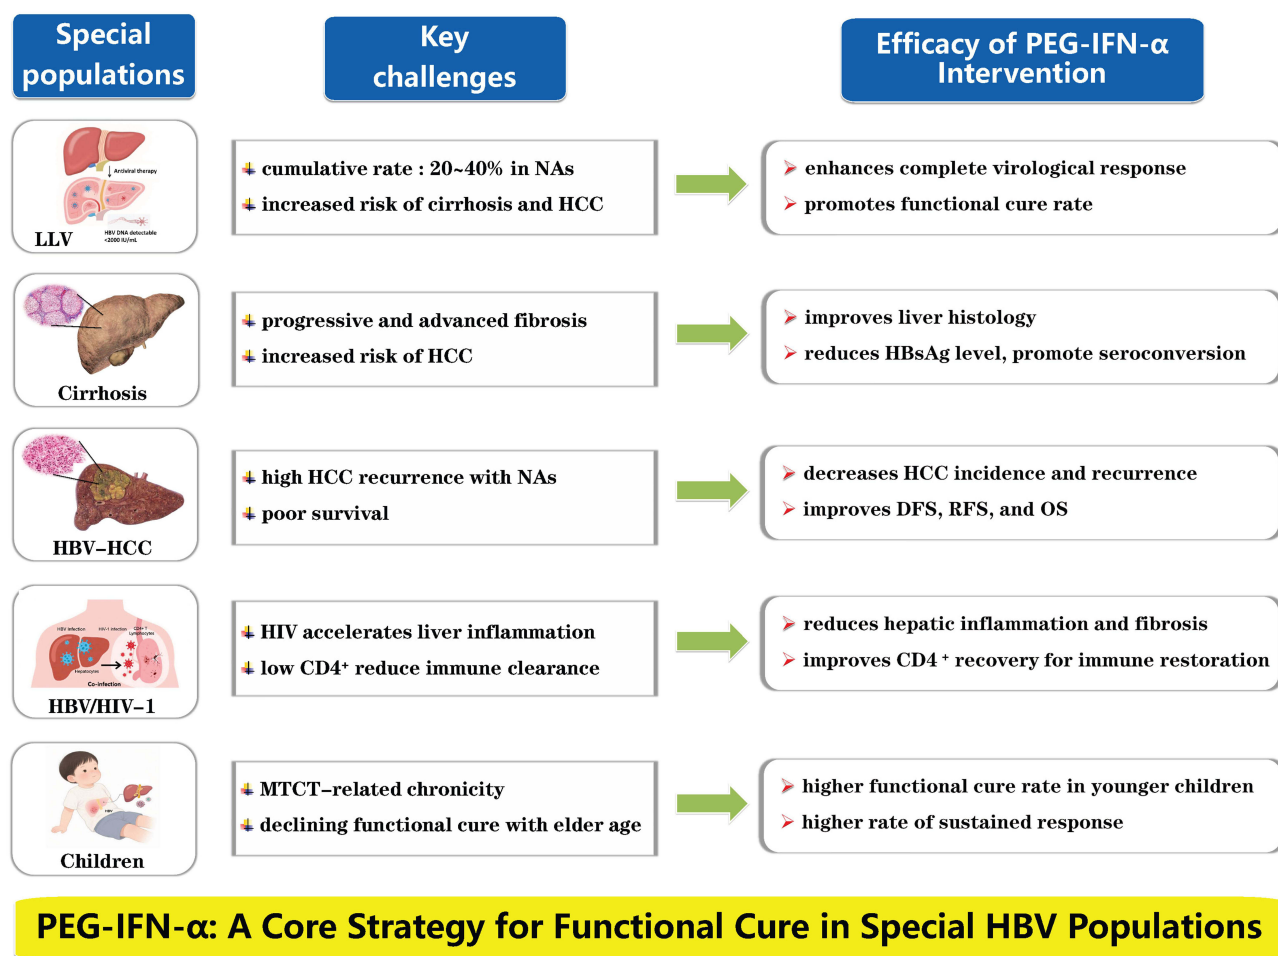 Special
populations
Key
challenges
Efficacy of PEG-IFN-α
Intervention
Antiviral therapy
HBV DNA detectable
<2000 IU/mL
LLV
cumulative rate : 20~40% in NAs
increased risk of cirrhosis and HCC
enhances complete virological response
promotes functional cure rate
Cirrhosis
progressive and advanced fibrosis
increased risk of HCC
improves liver histology
reduces HBsAg level, promote seroconversion
HBV-HCC
high HCC recurrence with NAs
poor survival
decreases HCC incidence and recurrence
improves DFS, RFS, and OS
HBV Infection
HIV-1 infection
CD4+ T
Lymphocytes
Hepatocytes
Co-infection
HBV/HIV-1
HIV accelerates liver inflammation
low CD4⁺ reduce immune clearance
reduces hepatic inflammation and fibrosis
improves CD4 ⁺ recovery for immune restoration
HBV
Children
MTCT-related chronicity
declining functional cure with elder age
higher functional cure rate in younger children
higher rate of sustained response
PEG-IFN-α: A Core Strategy for Functional Cure in Special HBV Populations